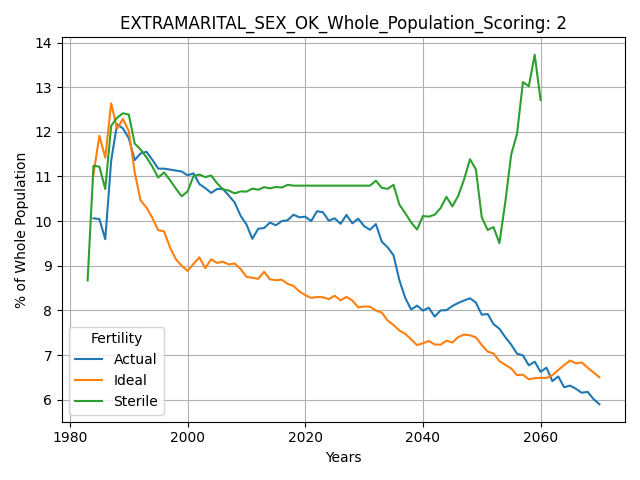 EXTRAMARITAL_SEX_OK_Whole_Population_Scoring: 2
14
13
12
11
10
9
8
7
6
% of Whole Population
Fertility
Actual
Ideal
Sterile
1980 2000 2020 2040 2060
Years